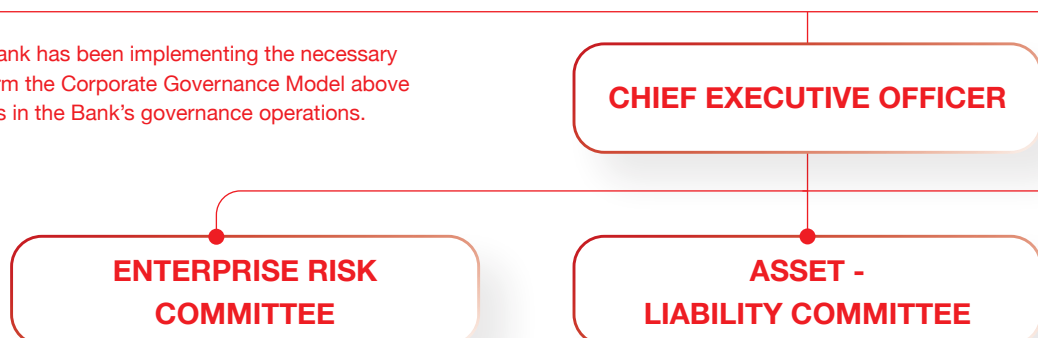 ank has been implementing the necessary
rm the Corporate Governance Model above
s in the Bank’s governance operations.
CHIEF EXECUTIVE OFFICER
ENTERPRISE RISK
COMMITTEE
ASSET -
LIABILITY COMMITTEE